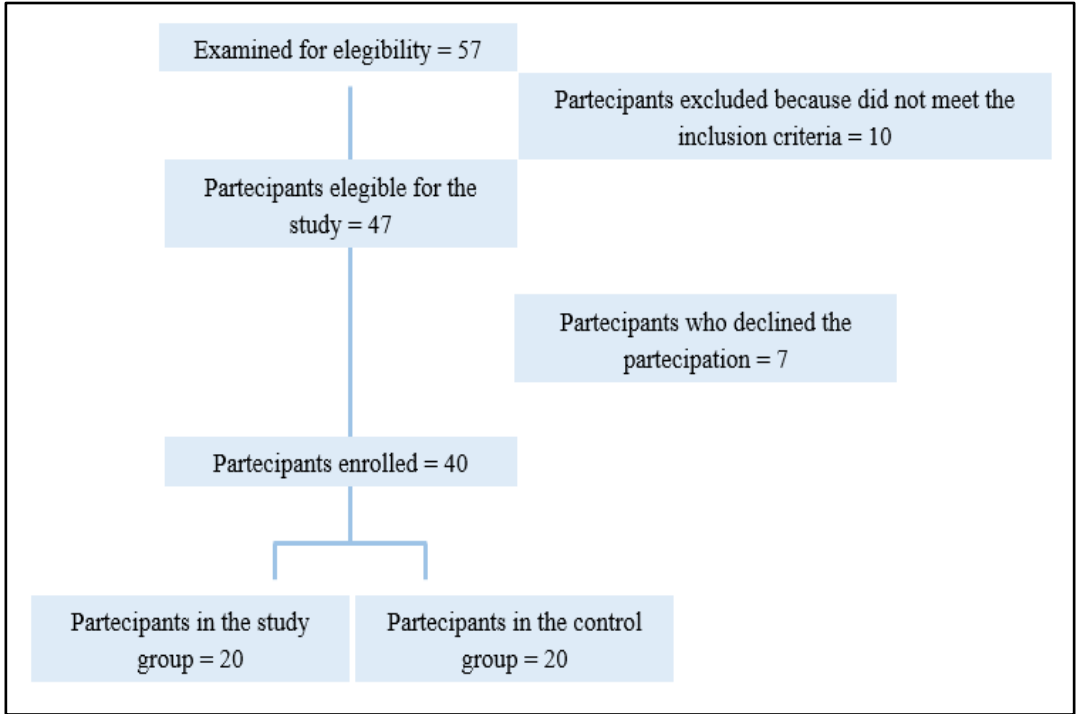 Examined for elegibility = 57
Partecipants excluded because did not meet the
inclusion criteria = 10
Partecipants elegible for the
study = 47
Partecipants who declined the
partecipation = 7
Partecipants enrolled = 40
Partecipants in the study
group = 20
Partecipants in the control
group = 20